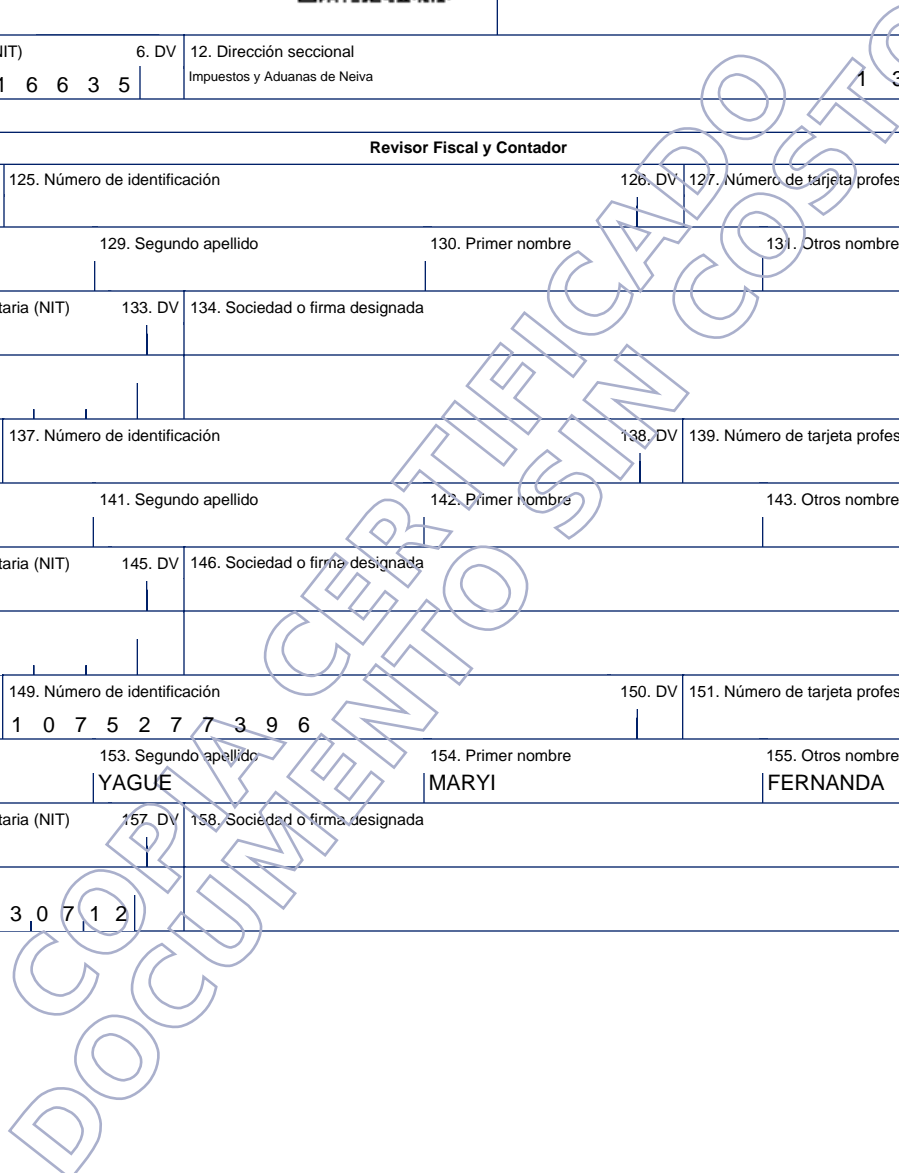 NIT) 6. DV 12. Dirección seccional
1 6 6 3 5 Impuestos y Aduanas de Neiva 1 3
Revisor Fiscal y Contador
125. Número de identificación 126. DV 127. Número de tarjeta profes
129. Segundo apellido 130. Primer nombre 131. Otros nombre
taria (NIT) 133. DV 134. Sociedad o firma designada
137. Número de identificación 138. DV 139. Número de tarjeta profes
141. Segundo apellido 142. Primer nombre 143. Otros nombre
taria (NIT) 145. DV 146. Sociedad o firma designada
149. Número de identificación 150. DV 151. Número de tarjeta profes
1 0 7 5 2 7 7 3 9 6
153. Segundo apellido 154. Primer nombre 155. Otros nombre
YAGUE MARYI FERNANDA
taria (NIT) 157. DV 158. Sociedad o firma designada
3 0 7 1 2
COPIA CERTIFICADO
DOCUMENTO SIN COSTO